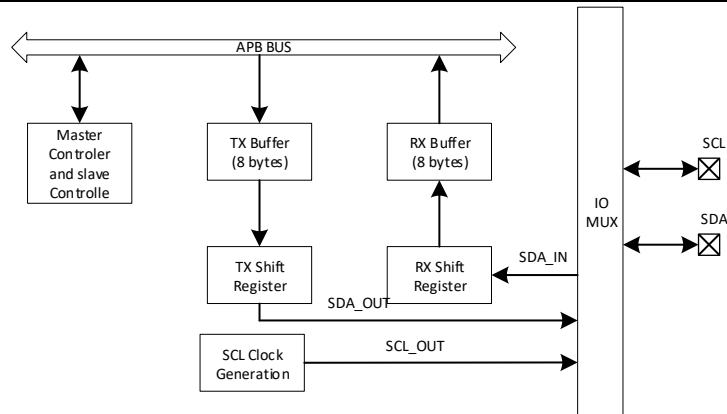 APB BUS
Master
Controler
and slave
Controlle
TX Buffer
(8 bytes)
RX Buffer
(8 bytes)
SCL
IO
MUX
SDA
TX Shift
Register
RX Shift
Register
SDA_IN
SDA_OUT
SCL Clock
Generation
SCL_OUT